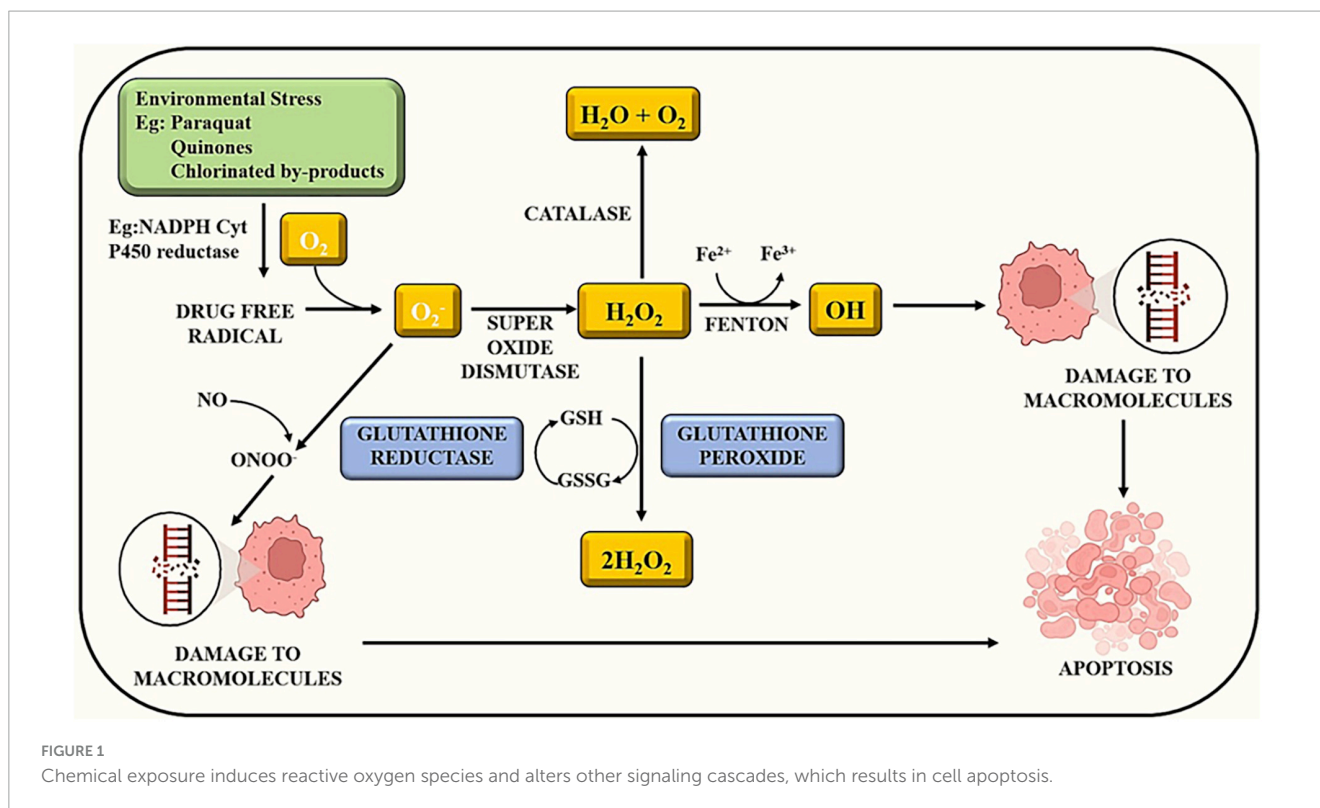 Environmental Stress
Eg: Paraquat
Quinones
Chlorinated by-products
Eg:NADPH Cyt
P450 reductase
O₂
DRUG FREE
RADICAL
O₂⁻
SUPER
OXIDE
DISMUTASE
H₂O₂
CATALASE
H₂O + O₂
Fe²⁺
Fe³⁺
FENTON
OH
DAMAGE TO
MACROMOLECULES
NO
ONOO⁻
GLUTATHIONE
REDUCTASE
GSH
GSSG
GLUTATHIONE
PEROXIDE
2H₂O₂
DAMAGE TO
MACROMOLECULES
APOPTOSIS
FIGURE 1
Chemical exposure induces reactive oxygen species and alters other signaling cascades, which results in cell apoptosis.